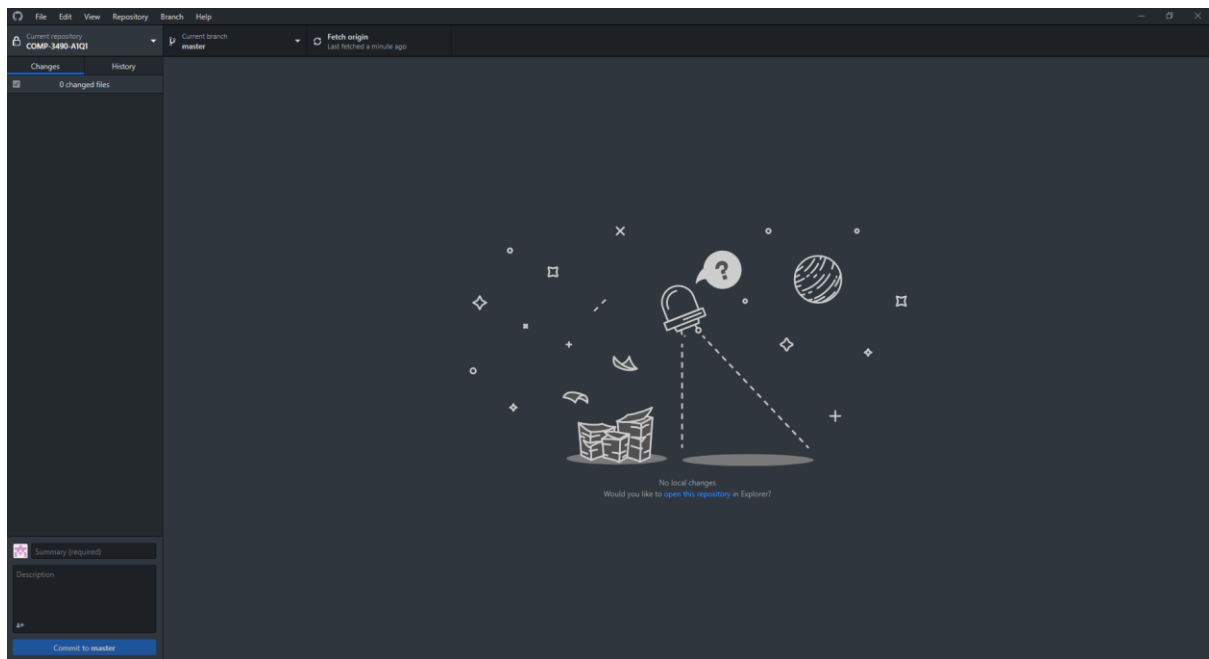 File Edit View Repository Branch Help
Current repository
COMP-3490-A1Q1
Current branch
master
Fetch origin
Last fetched a minute ago
Changes History
0 changed files
?
No local changes
Would you like to open this repository in Explorer?
Summary (required)
Description
Commit to master